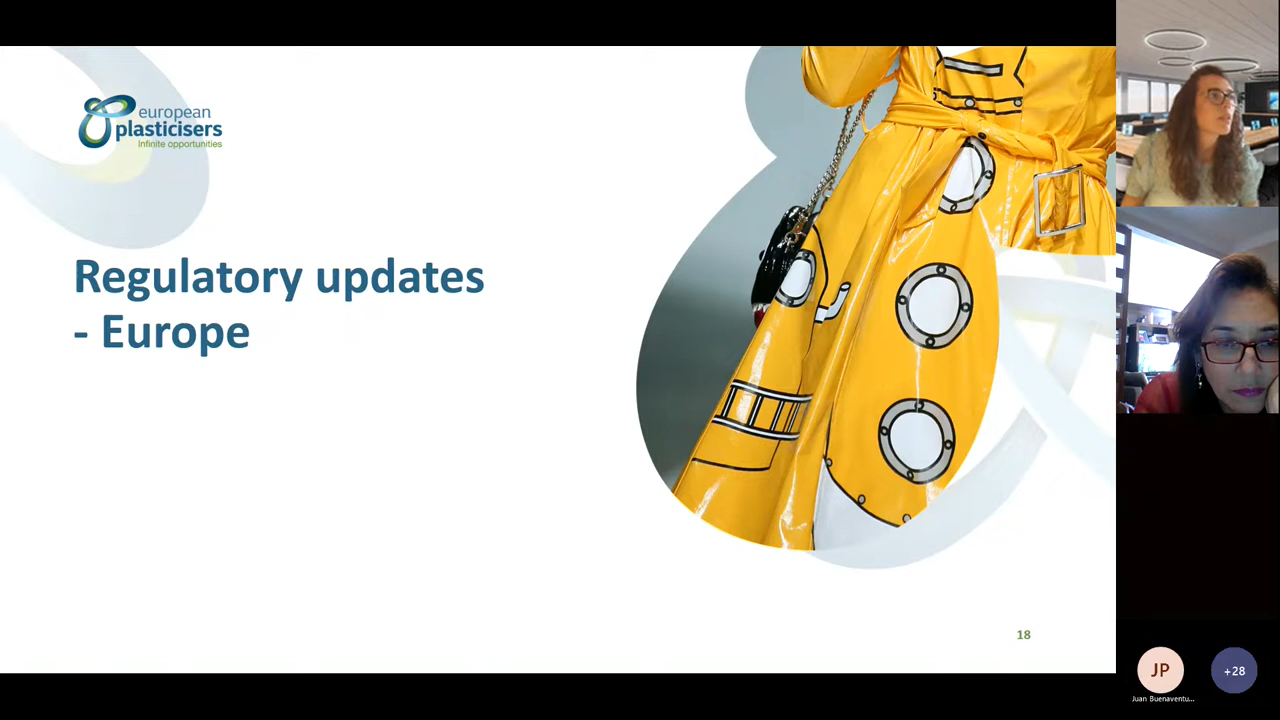 european
plasticisers
Infinite opportunities
Regulatory updates
- Europe
18
JP
+28
Juan Buenaventu...